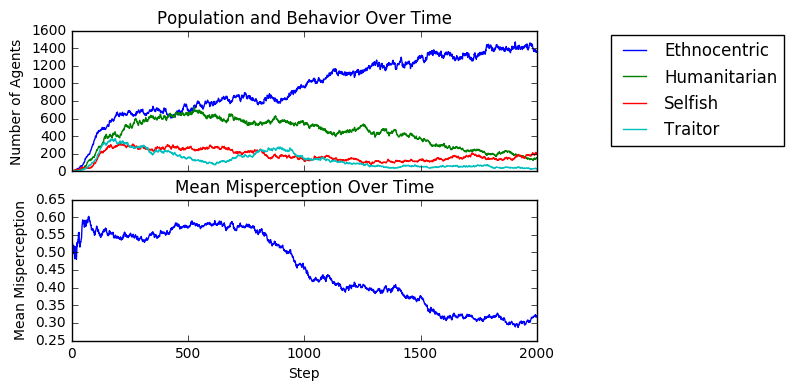 Population and Behavior Over Time
Number of Agents
1600
1400
1200
1000
800
600
400
200
0
Ethnocentric
Humanitarian
Selfish
Traitor
Mean Misperception Over Time
Mean Misperception
0.65
0.60
0.55
0.50
0.45
0.40
0.35
0.30
0.25
0
500
1000
1500
2000
Step